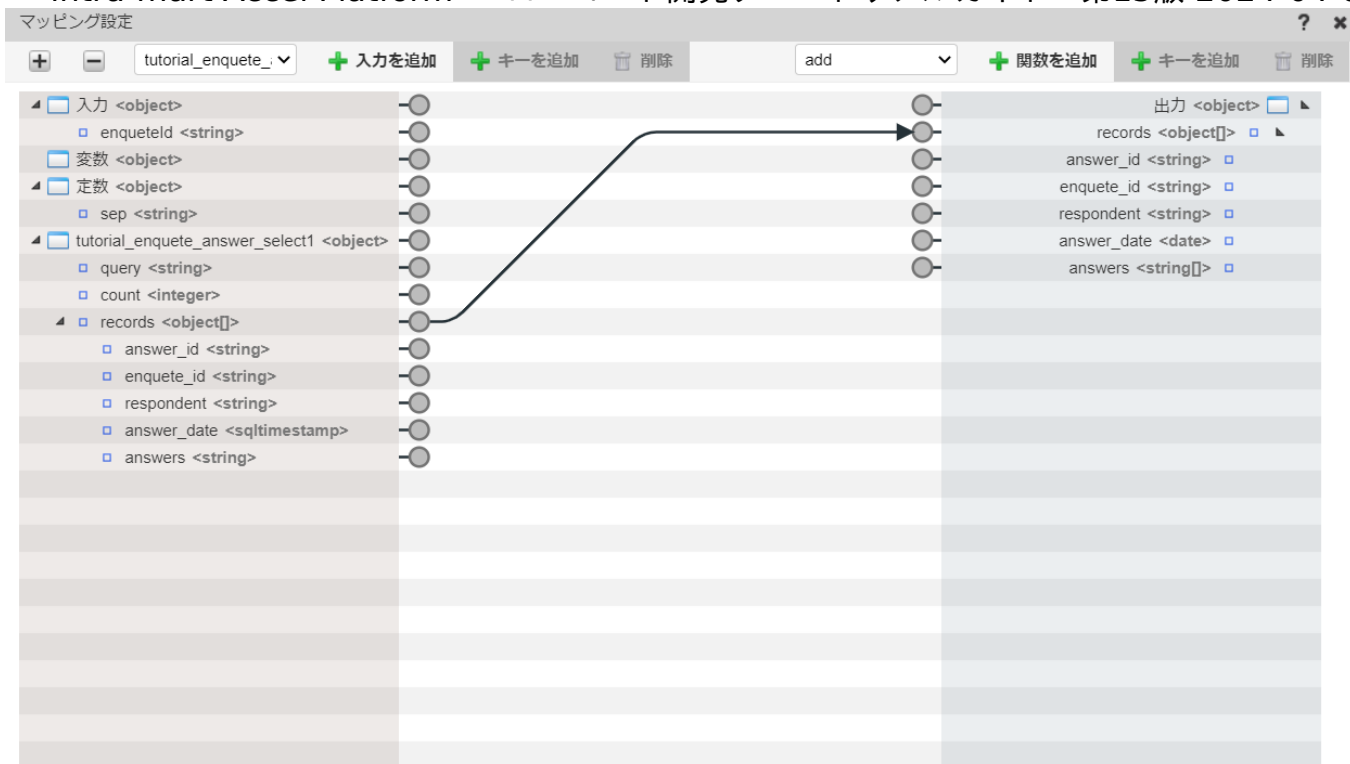 マッピング設定 ? ×
tutorial_enquete_ 入力を追加 キーを追加 削除 add 関数を追加 キーを追加 削除
入力 <object> 出力 <object>
enqueteId <string> records <object[]>
変数 <object> answer_id <string>
定数 <object> enquete_id <string>
sep <string> respondent <string>
tutorial_enquete_answer_select1 <object> answer_date <date>
query <string> answers <string[]>
count <integer>
records <object[]>
answer_id <string>
enquete_id <string>
respondent <string>
answer_date <sqltimestamp>
answers <string>